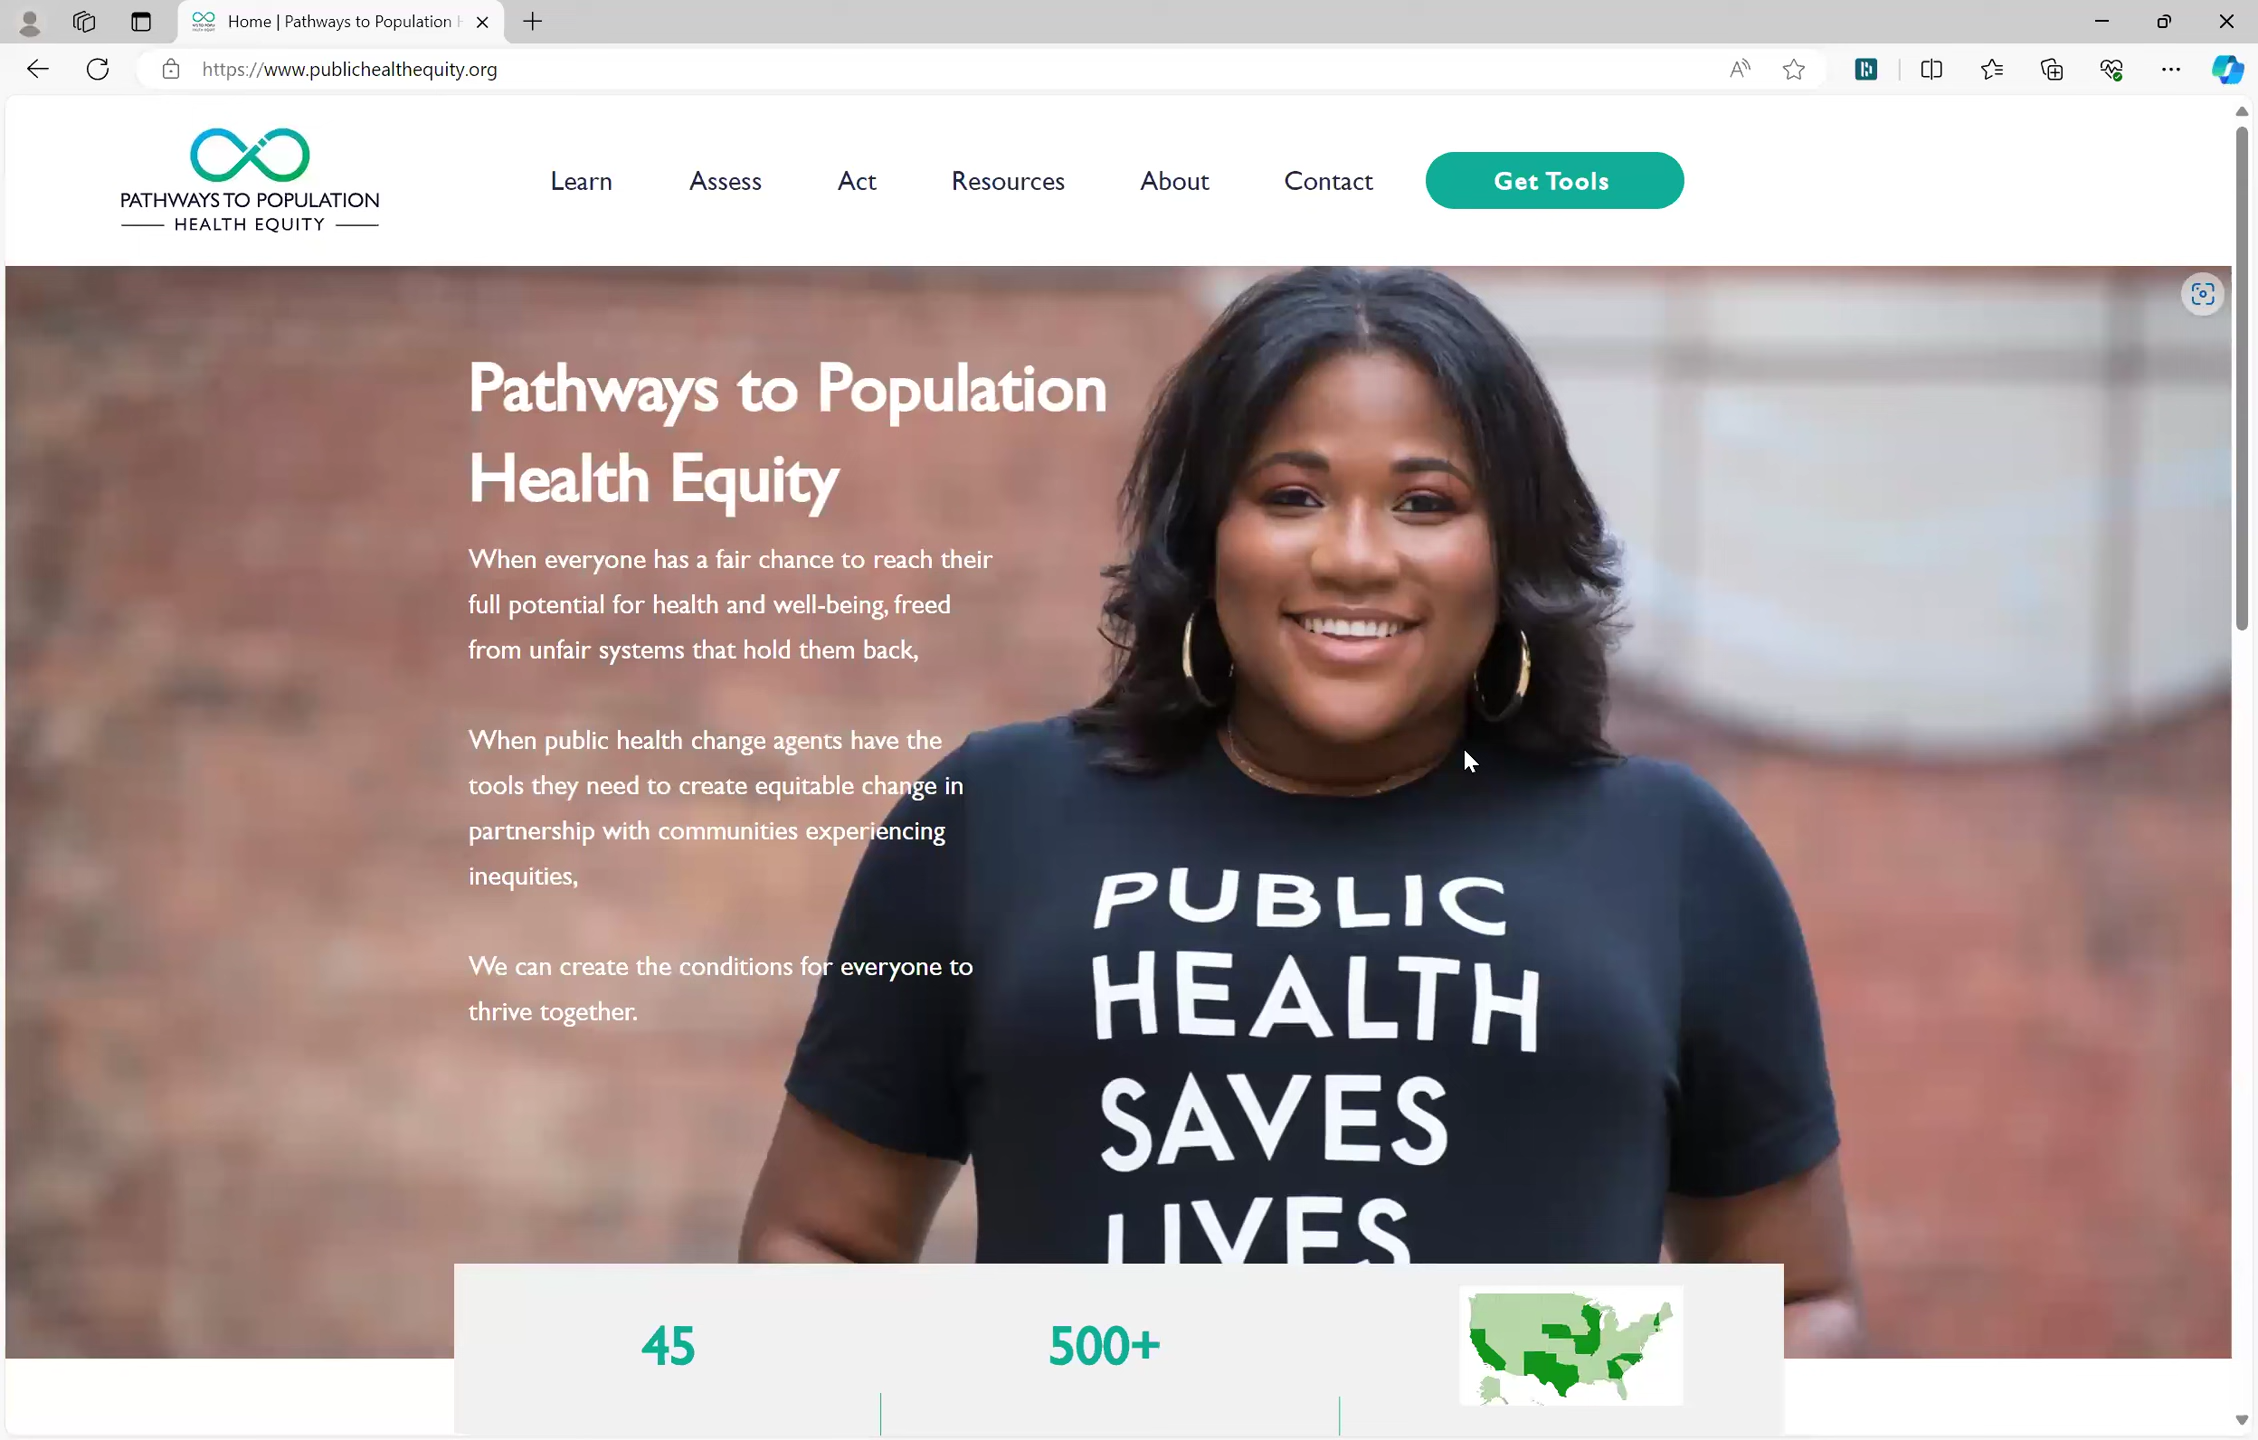 Home | Pathways to Population
https://www.publichealthequity.org
PATHWAYS TO POPULATION
HEALTH EQUITY
Learn
Assess
Act
Resources
About
Contact
Get Tools
Pathways to Population
Health Equity
When everyone has a fair chance to reach their
full potential for health and well-being, freed
from unfair systems that hold them back,
When public health change agents have the
tools they need to create equitable change in
partnership with communities experiencing
inequities,
We can create the conditions for everyone to
thrive together.
PUBLIC
HEALTH
SAVES
LIVES
45
500+